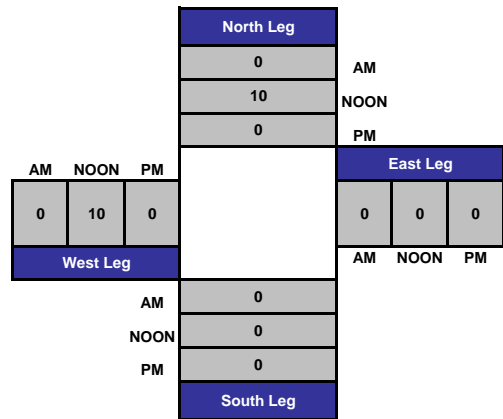 North Leg
0 AM
10 NOON
0 PM
East Leg
AM NOON PM
0 10 0
0 0 0
West Leg
AM NOON PM
AM 0
NOON 0
PM 0
South Leg